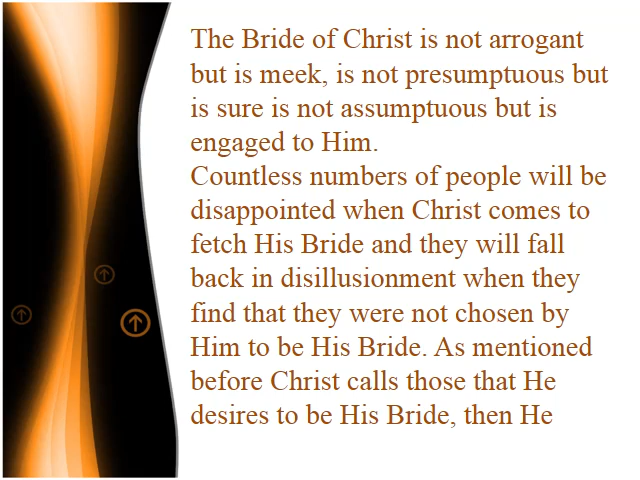 The Bride of Christ is not arrogant
but is meek, is not presumptuous but
is sure is not assumptuous but is
engaged to Him.
Countless numbers of people will be
disappointed when Christ comes to
fetch His Bride and they will fall
back in disillusionment when they
find that they were not chosen by
Him to be His Bride. As mentioned
before Christ calls those that He
desires to be His Bride, then He